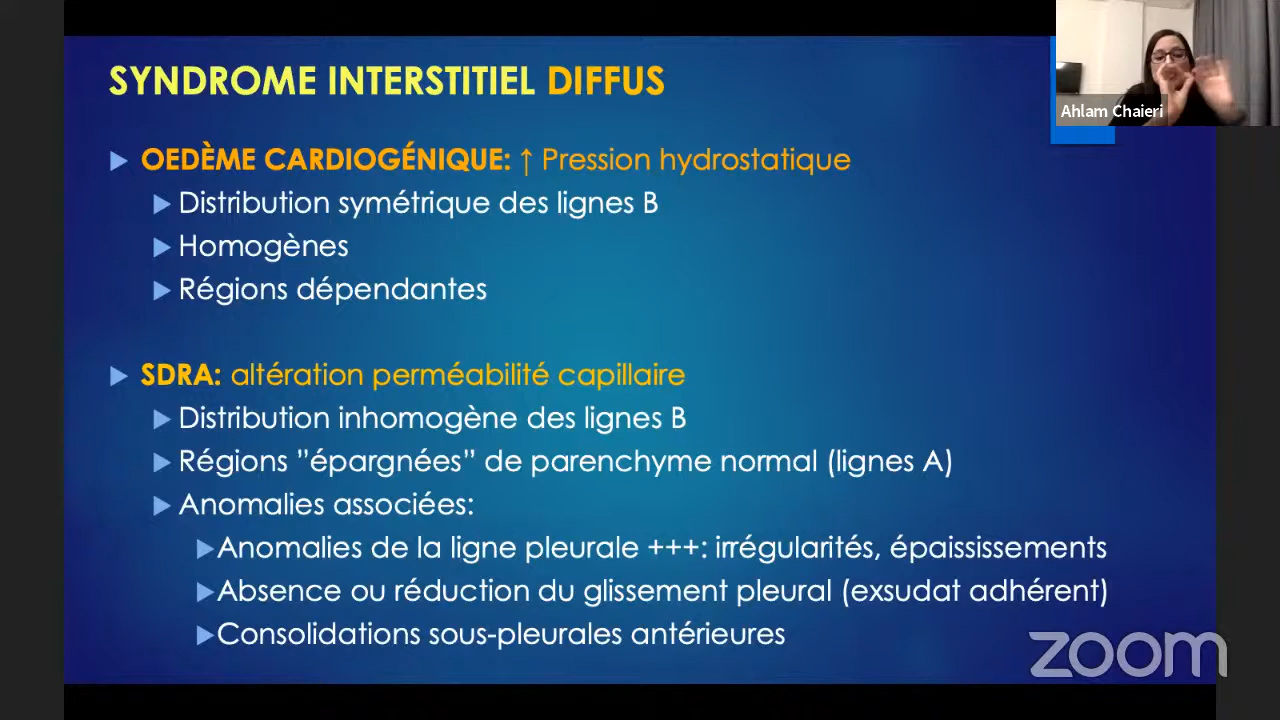 SYNDROME INTERSTITIEL DIFFUS
OEDÈME CARDIOGÉNIQUE: ↑ Pression hydrostatique
Distribution symétrique des lignes B
Homogènes
Régions dépendantes
SDRA: altération perméabilité capillaire
Distribution inhomogène des lignes B
Régions ”épargnées” de parenchyme normal (lignes A)
Anomalies associées:
Anomalies de la ligne pleurale +++: irrégularités, épaississements
Absence ou réduction du glissement pleural (exsudat adhérent)
Consolidations sous-pleurales antérieures
Ahlam Chaieri
zoom